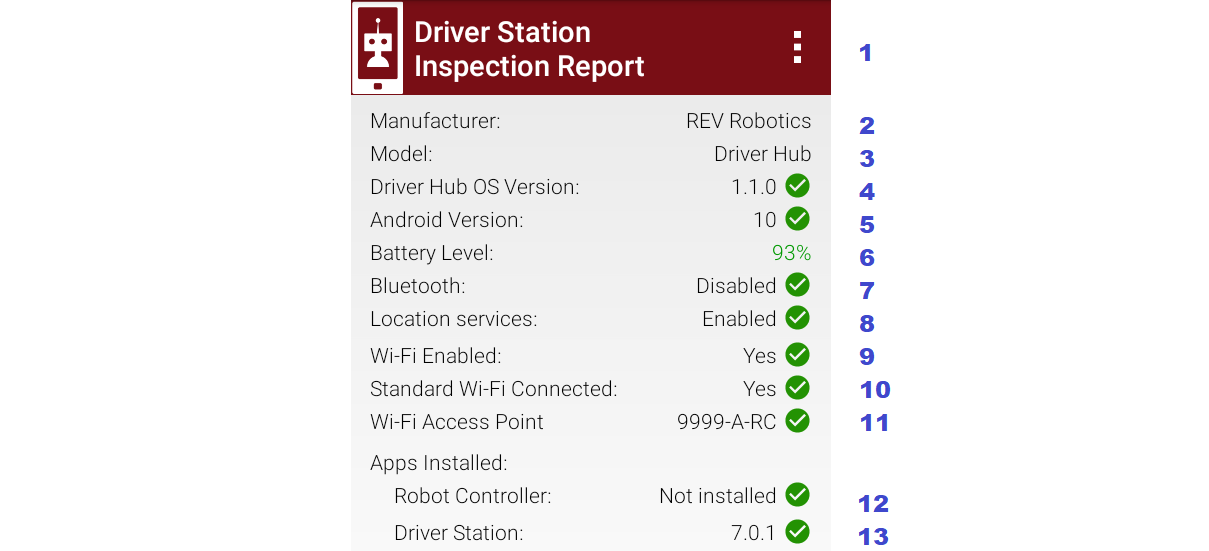 Driver Station
Inspection Report
1
Manufacturer: REV Robotics 2
Model: Driver Hub 3
Driver Hub OS Version: 1.1.0 4
Android Version: 10 5
Battery Level: 93% 6
Bluetooth: Disabled 7
Location services: Enabled 8
Wi-Fi Enabled: Yes 9
Standard Wi-Fi Connected: Yes 10
Wi-Fi Access Point 9999-A-RC 11
Apps Installed:
Robot Controller: Not installed 12
Driver Station: 7.0.1 13